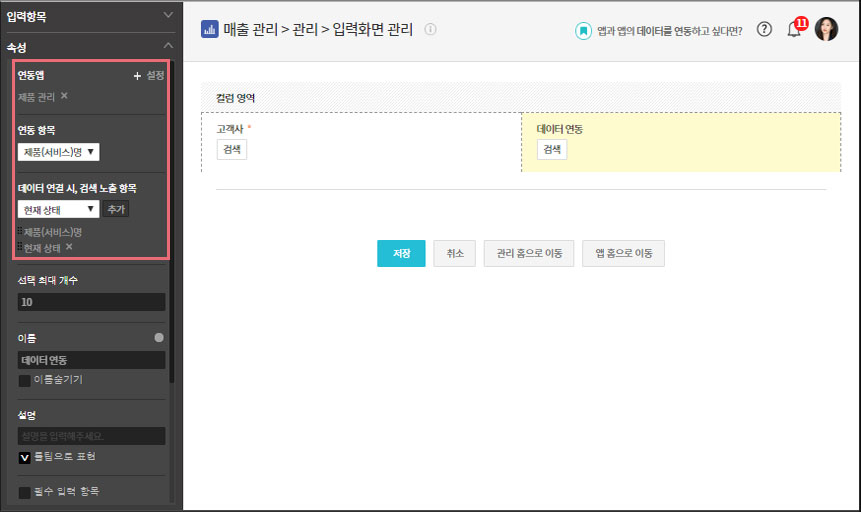 입력항목
속성
연동앱 + 설정
제품 관리 ×
연동 항목
제품(서비스)명 ▼
데이터 연결 시, 검색 노출 항목
현재 상태 ▼ 추가
제품(서비스)명
현재 상태 ×
선택 최대 개수
10
이름
데이터 연동
이름숨기기
설명
설명을 입력해주세요.
툴팁으로 표현
필수 입력 항목
매출 관리 > 관리 > 입력화면 관리
앱과 앱의 데이터를 연동하고 싶다면?
11
컬럼 영역
고객사 *
검색
데이터 연동
검색
저장 취소 관리 홈으로 이동 앱 홈으로 이동